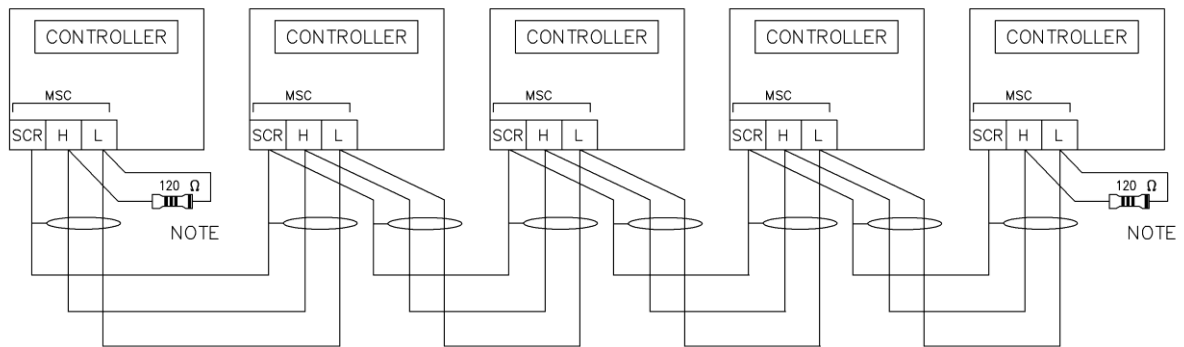 CONTROLLER CONTROLLER CONTROLLER CONTROLLER CONTROLLER
MSC MSC MSC MSC MSC
SCR H L SCR H L SCR H L SCR H L SCR H L
120 Ω 120 Ω
NOTE NOTE